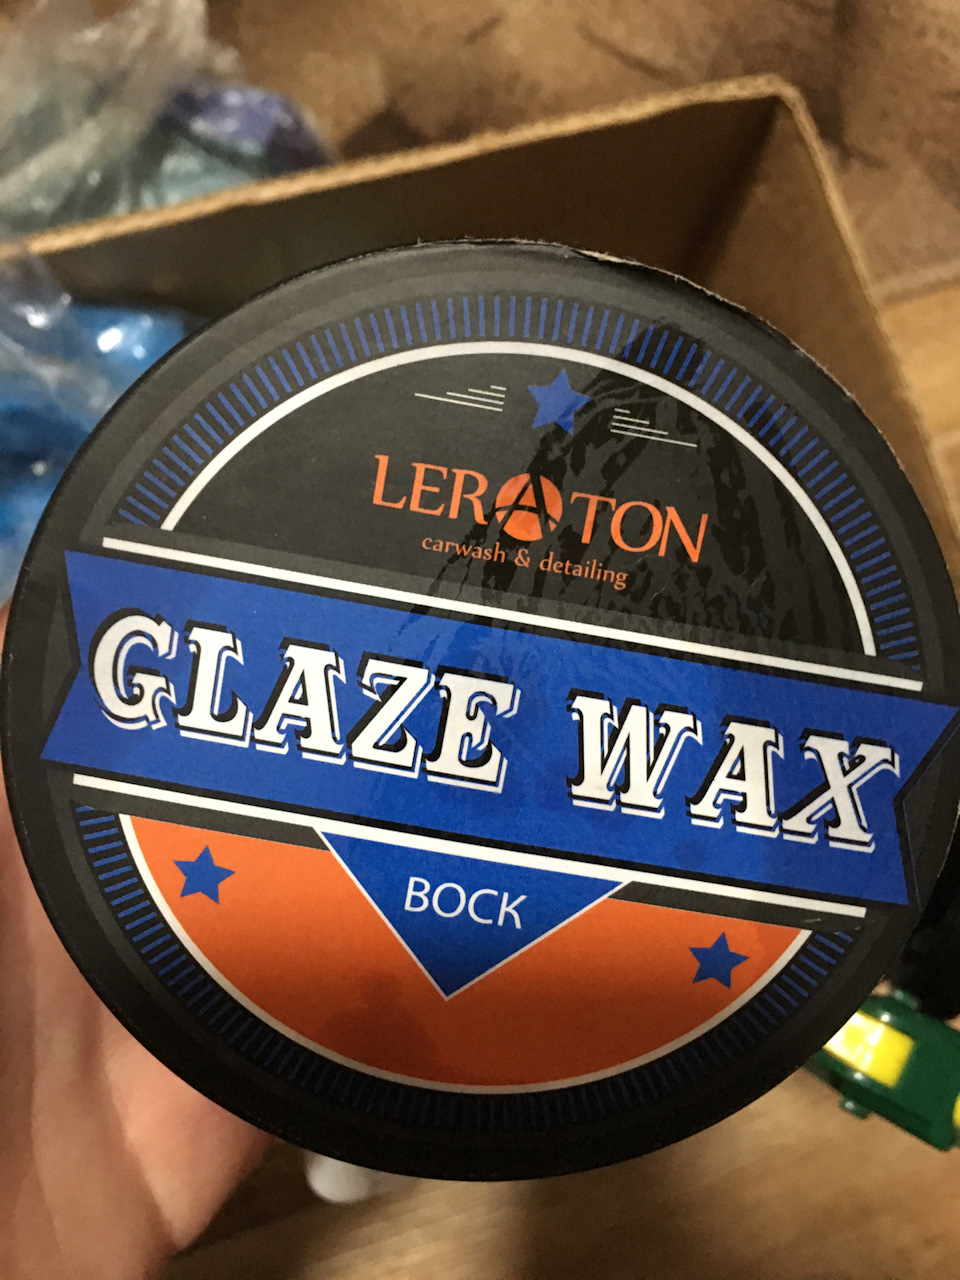 LERATON
carwash & detailing
GLAZE WAX
ВОСК